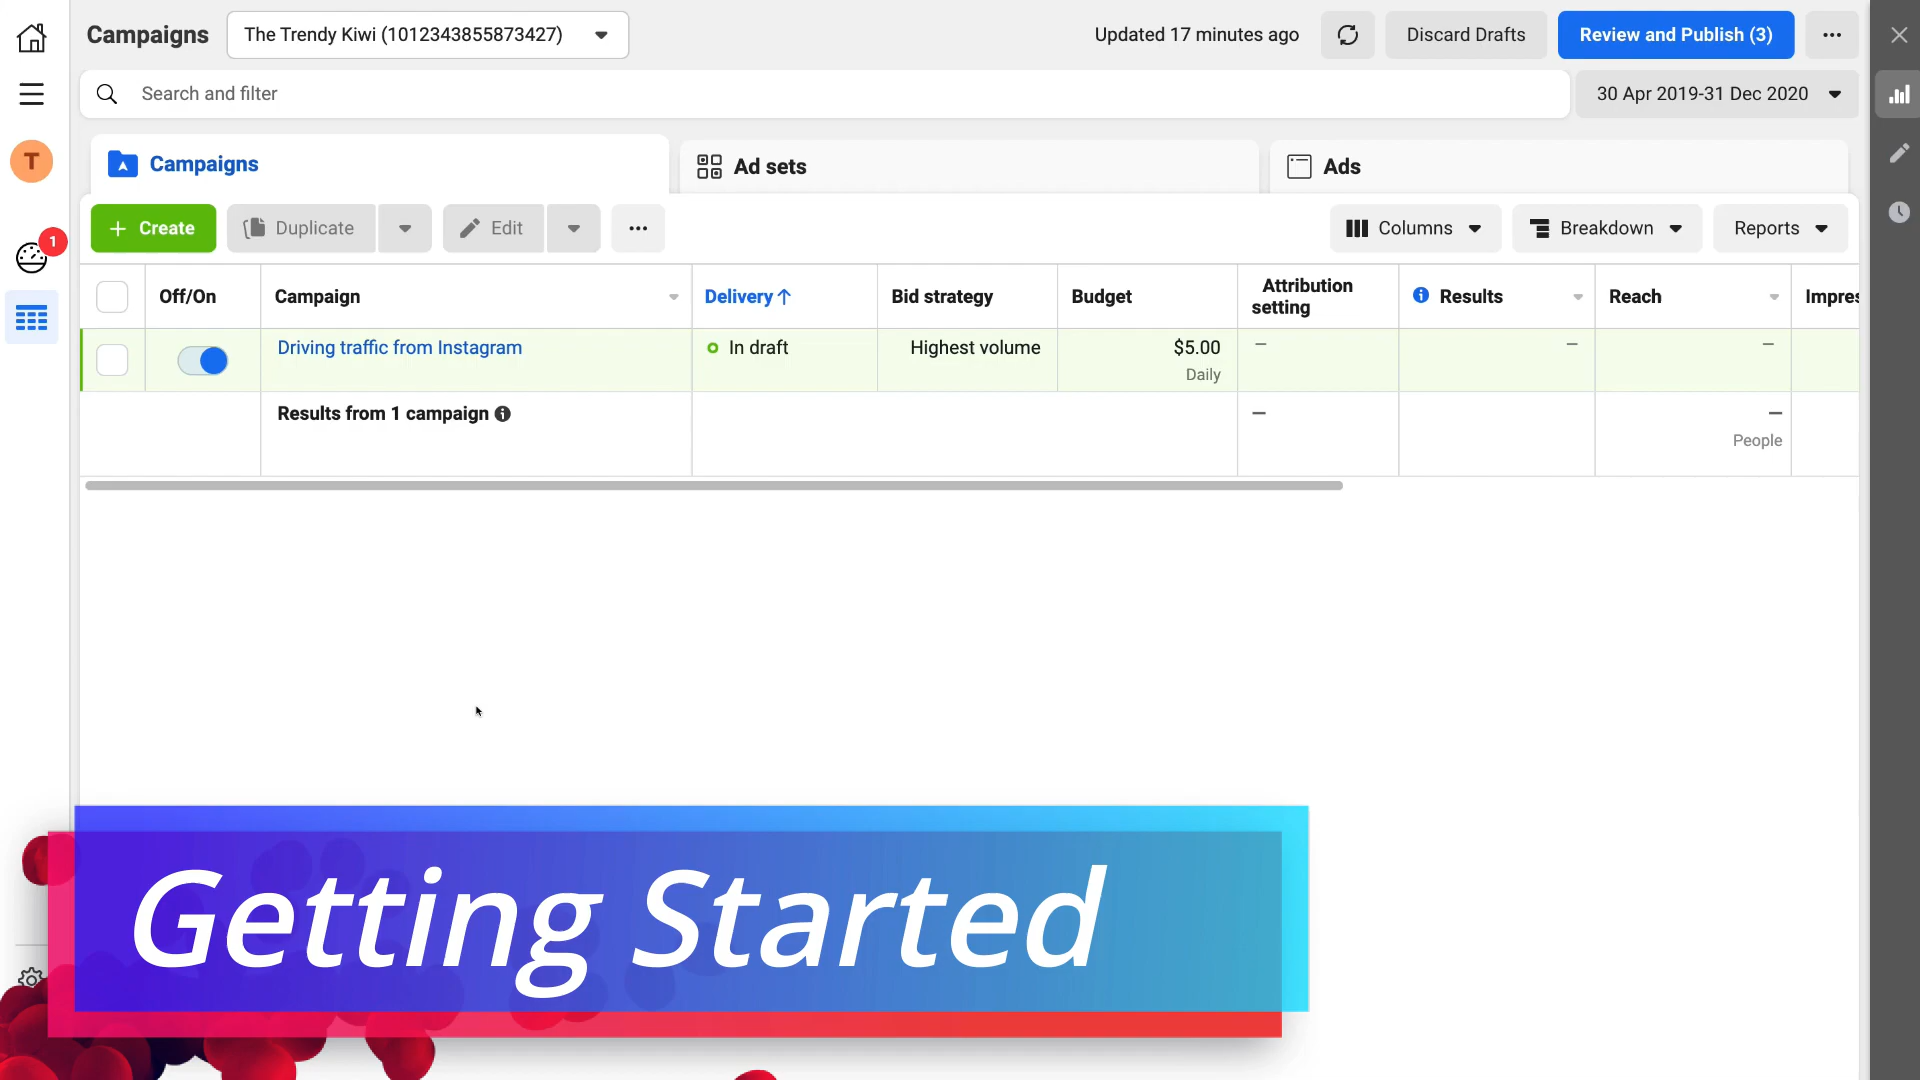 Campaigns
The Trendy Kiwi (1012343855873427)
Updated 17 minutes ago
Discard Drafts
Review and Publish (3)
Search and filter
30 Apr 2019-31 Dec 2020
T
Campaigns
Ad sets
Ads
1
+ Create
Duplicate
Edit
Columns
Breakdown
Reports
Off/On
Campaign
Delivery↑
Bid strategy
Budget
Attribution
setting
Results
Reach
Impres
Driving traffic from Instagram
In draft
Highest volume
$5.00
Daily
—
—
—
Results from 1 campaign
—
—
People
Getting Started